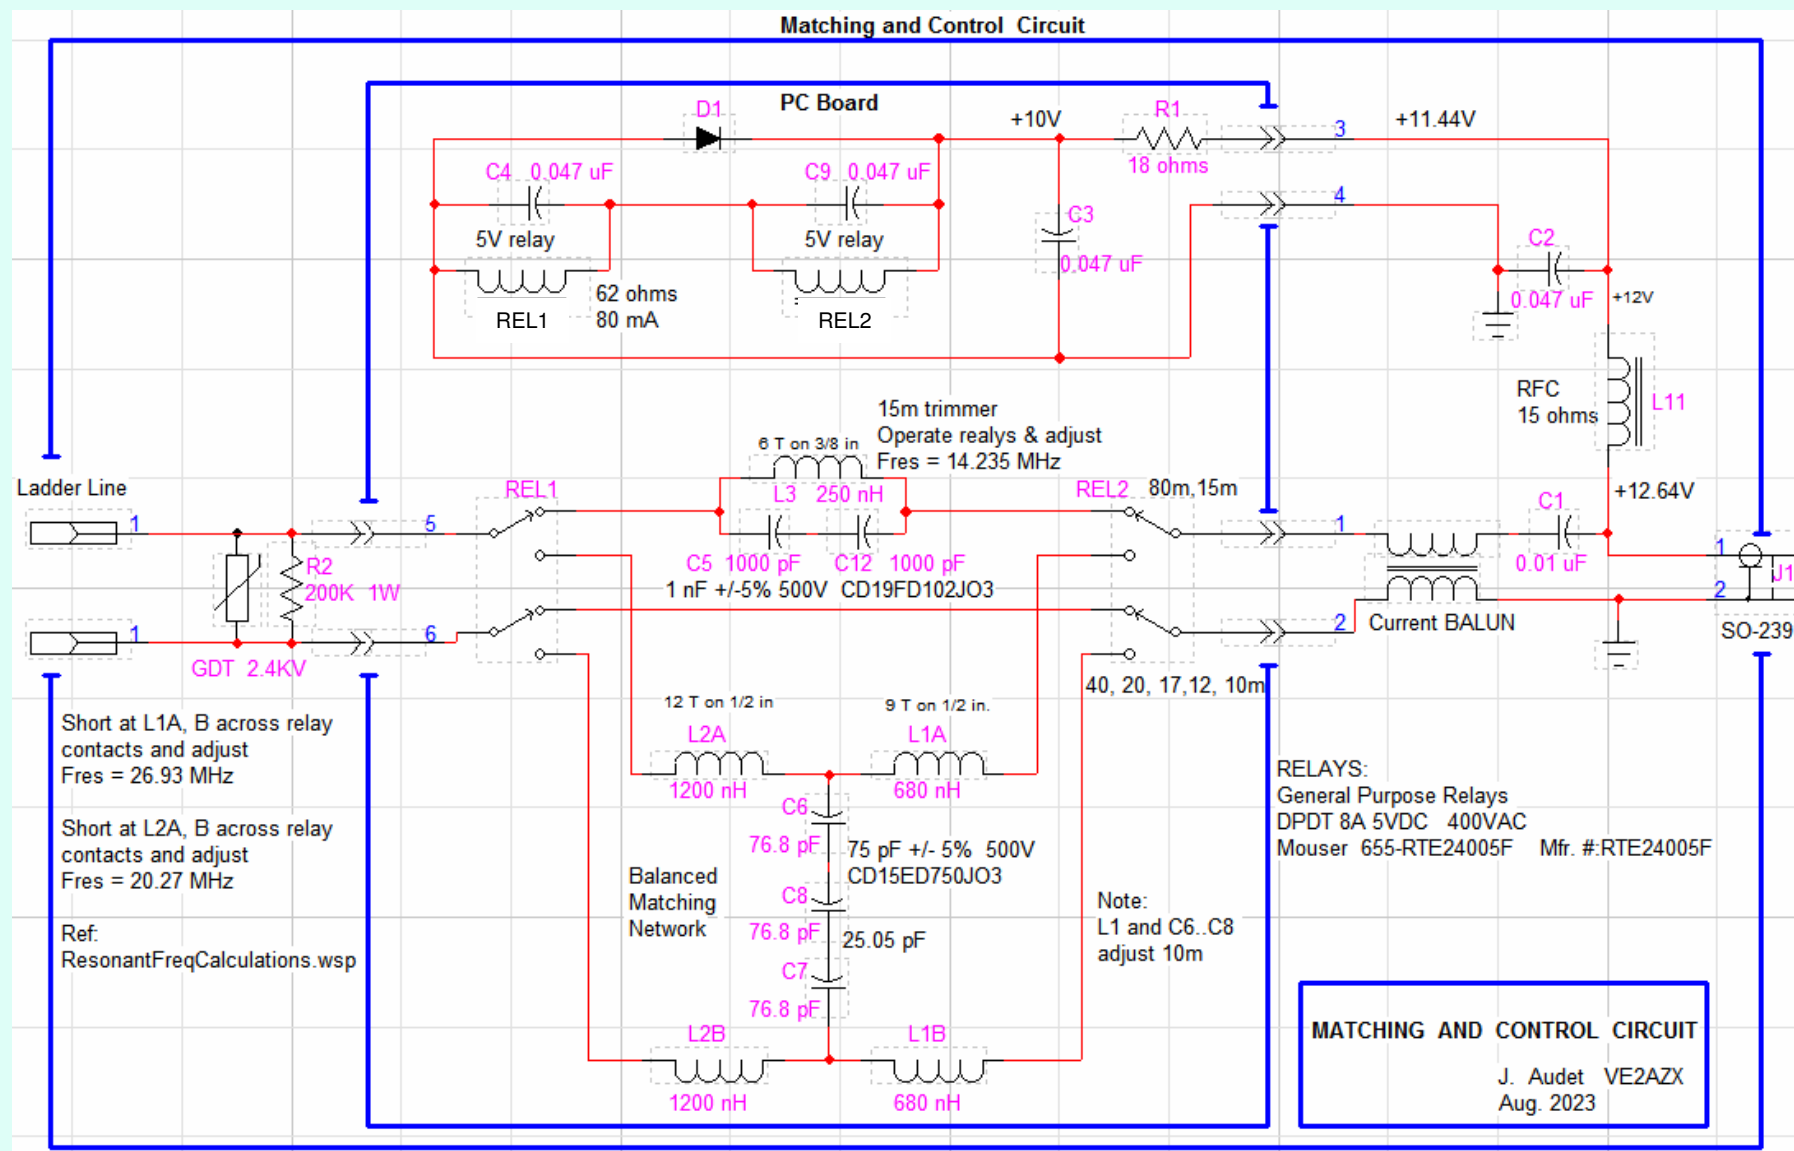 Matching and Control  Circuit
PC Board
D1
+10V
R1
18 ohms
3
+11.44V
C4  0.047 uF
C9  0.047 uF
4
C3
0.047 uF
5V relay
5V relay
C2
0.047 uF
+12V
62 ohms
80 mA
REL1
REL2
RFC
15 ohms
L11
15m trimmer
Operate realys & adjust
Fres = 14.235 MHz
6 T on 3/8 in
L3  250 nH
Ladder Line
REL1
REL2
80m,15m
+12.64V
C1
0.01 uF
1
5
1
1
J1
2
SO-239
R2
200K  1W
C5  1000 pF
C12  1000 pF
1 nF +/-5% 500V  CD19FD102JO3
1
6
2
Current BALUN
GDT  2.4KV
40, 20, 17,12, 10m
12 T on 1/2 in
9 T on 1/2 in.
L2A
1200 nH
L1A
680 nH
Short at L1A, B across relay
contacts and adjust
Fres = 26.93 MHz
Short at L2A, B across relay
contacts and adjust
Fres = 20.27 MHz
Ref:
ResonantFreqCalculations.wsp
RELAYS:
General Purpose Relays
DPDT 8A 5VDC   400VAC
Mouser  655-RTE24005F    Mfr. #:RTE24005F
C6
76.8 pF
75 pF +/- 5%  500V
CD15ED750JO3
C8
76.8 pF
25.05 pF
C7
76.8 pF
Balanced
Matching
Network
Note:
L1 and C6..C8
adjust 10m
L2B
1200 nH
L1B
680 nH
MATCHING  AND  CONTROL  CIRCUIT
J.  Audet   VE2AZX
Aug. 2023